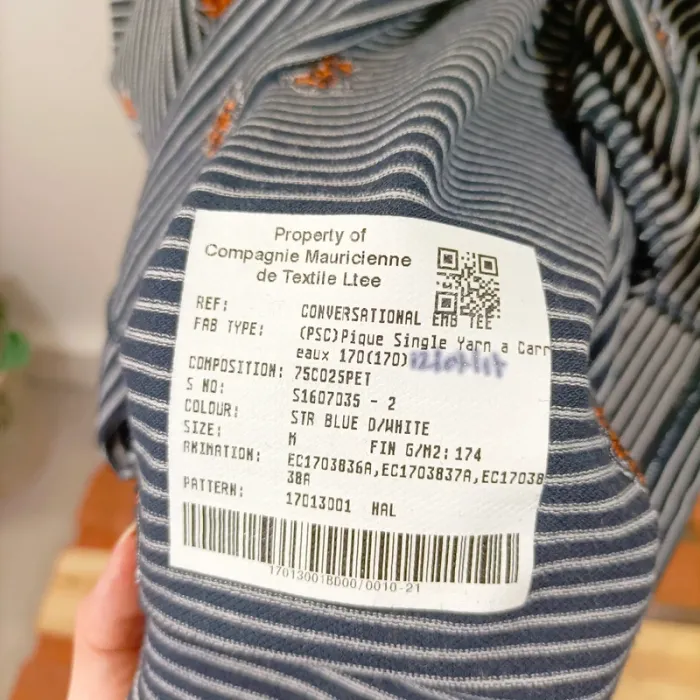 Property of
Compagnie Mauricienne
de Textile Ltee
REF: CONVERSATIONAL EMB TEE
FAB TYPE: (PSC)Pique Single Yarn a Carr
eaux 170(170)
COMPOSITION: 75CO25PET
S NO: S1607035 - 2
COLOUR: STR BLUE D/WHITE
SIZE: M FIN G/M2: 174
ANIMATION: EC1703836A,EC1703837A,EC17038
38A
PATTERN: 17013001 HAL
17013001B000/0010-21